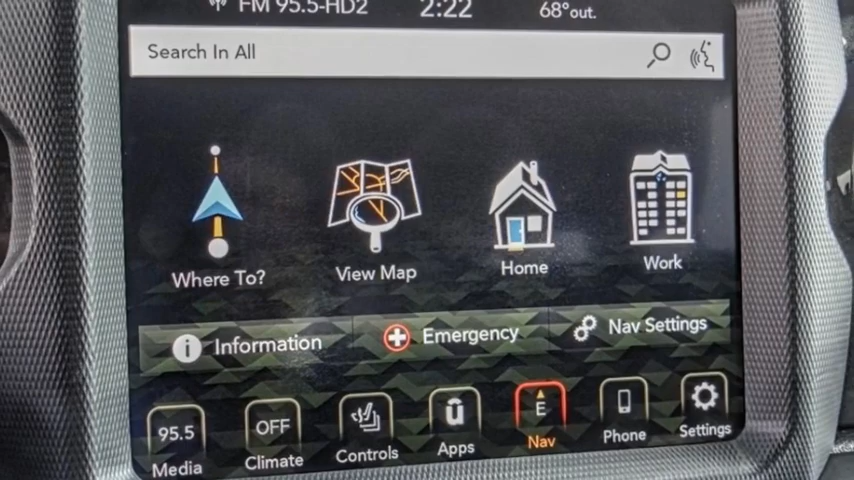 FM 95.5-HD2 2:22 68°out.
Search In All
Where To? View Map Home Work
Information Emergency Nav Settings
95.5 OFF E
Media Climate Controls Apps Nav Phone Settings